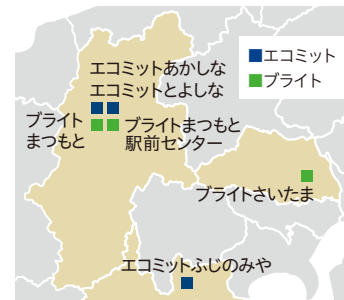 エコミットあかしな
エコミットとよしな
エコミット
ブライト
ブライト
まつもと
ブライトまつもと
駅前センター
ブライトさいたま
エコミットふじのみや